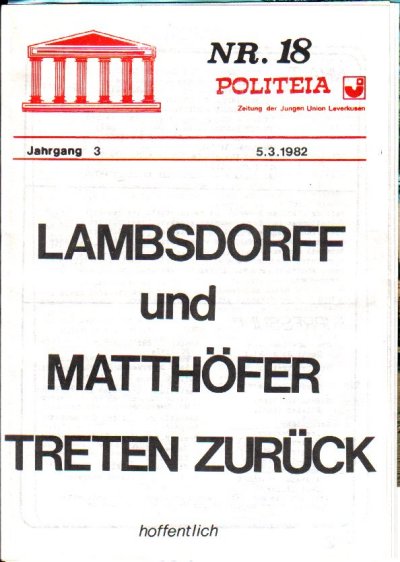 NR. 18
POLITEIA
Zeitung der Jungen Union Leverkusen
Jahrgang 3 5.3.1982
LAMBSDORFF
und
MATTHÖFER
TRETEN ZURÜCK
hoffentlich